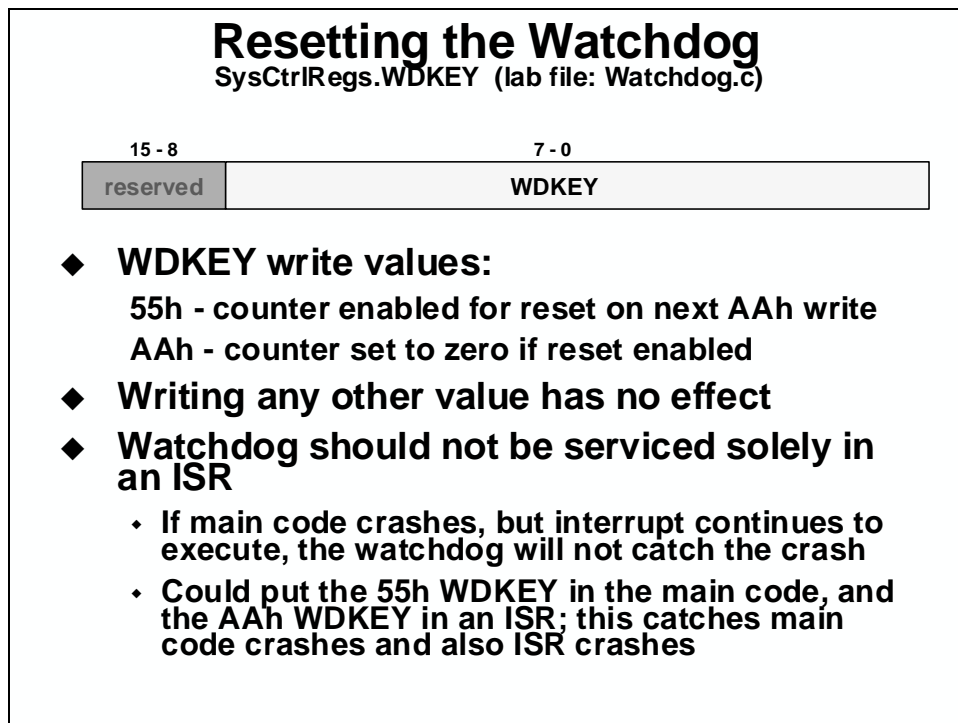 Resetting the Watchdog
SysCtrlRegs.WDKEY (lab file: Watchdog.c)
15 - 8 7 - 0
reserved WDKEY
◆ WDKEY write values:
55h - counter enabled for reset on next AAh write
AAh - counter set to zero if reset enabled
◆ Writing any other value has no effect
◆ Watchdog should not be serviced solely in
an ISR
◆ If main code crashes, but interrupt continues to
execute, the watchdog will not catch the crash
◆ Could put the 55h WDKEY in the main code, and
the AAh WDKEY in an ISR; this catches main
code crashes and also ISR crashes